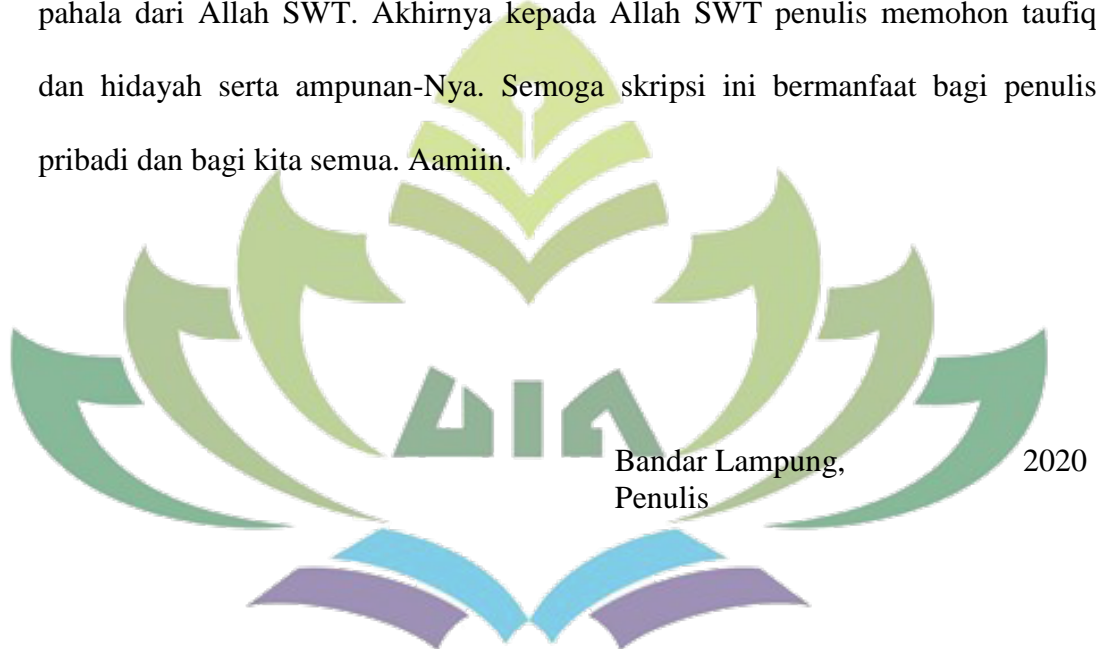 pahala dari Allah SWT. Akhirnya kepada Allah SWT penulis memohon taufiq
dan hidayah serta ampunan-Nya. Semoga skripsi ini bermanfaat bagi penulis
pribadi dan bagi kita semua. Aamiin.
UIN
Bandar Lampung, 2020
Penulis